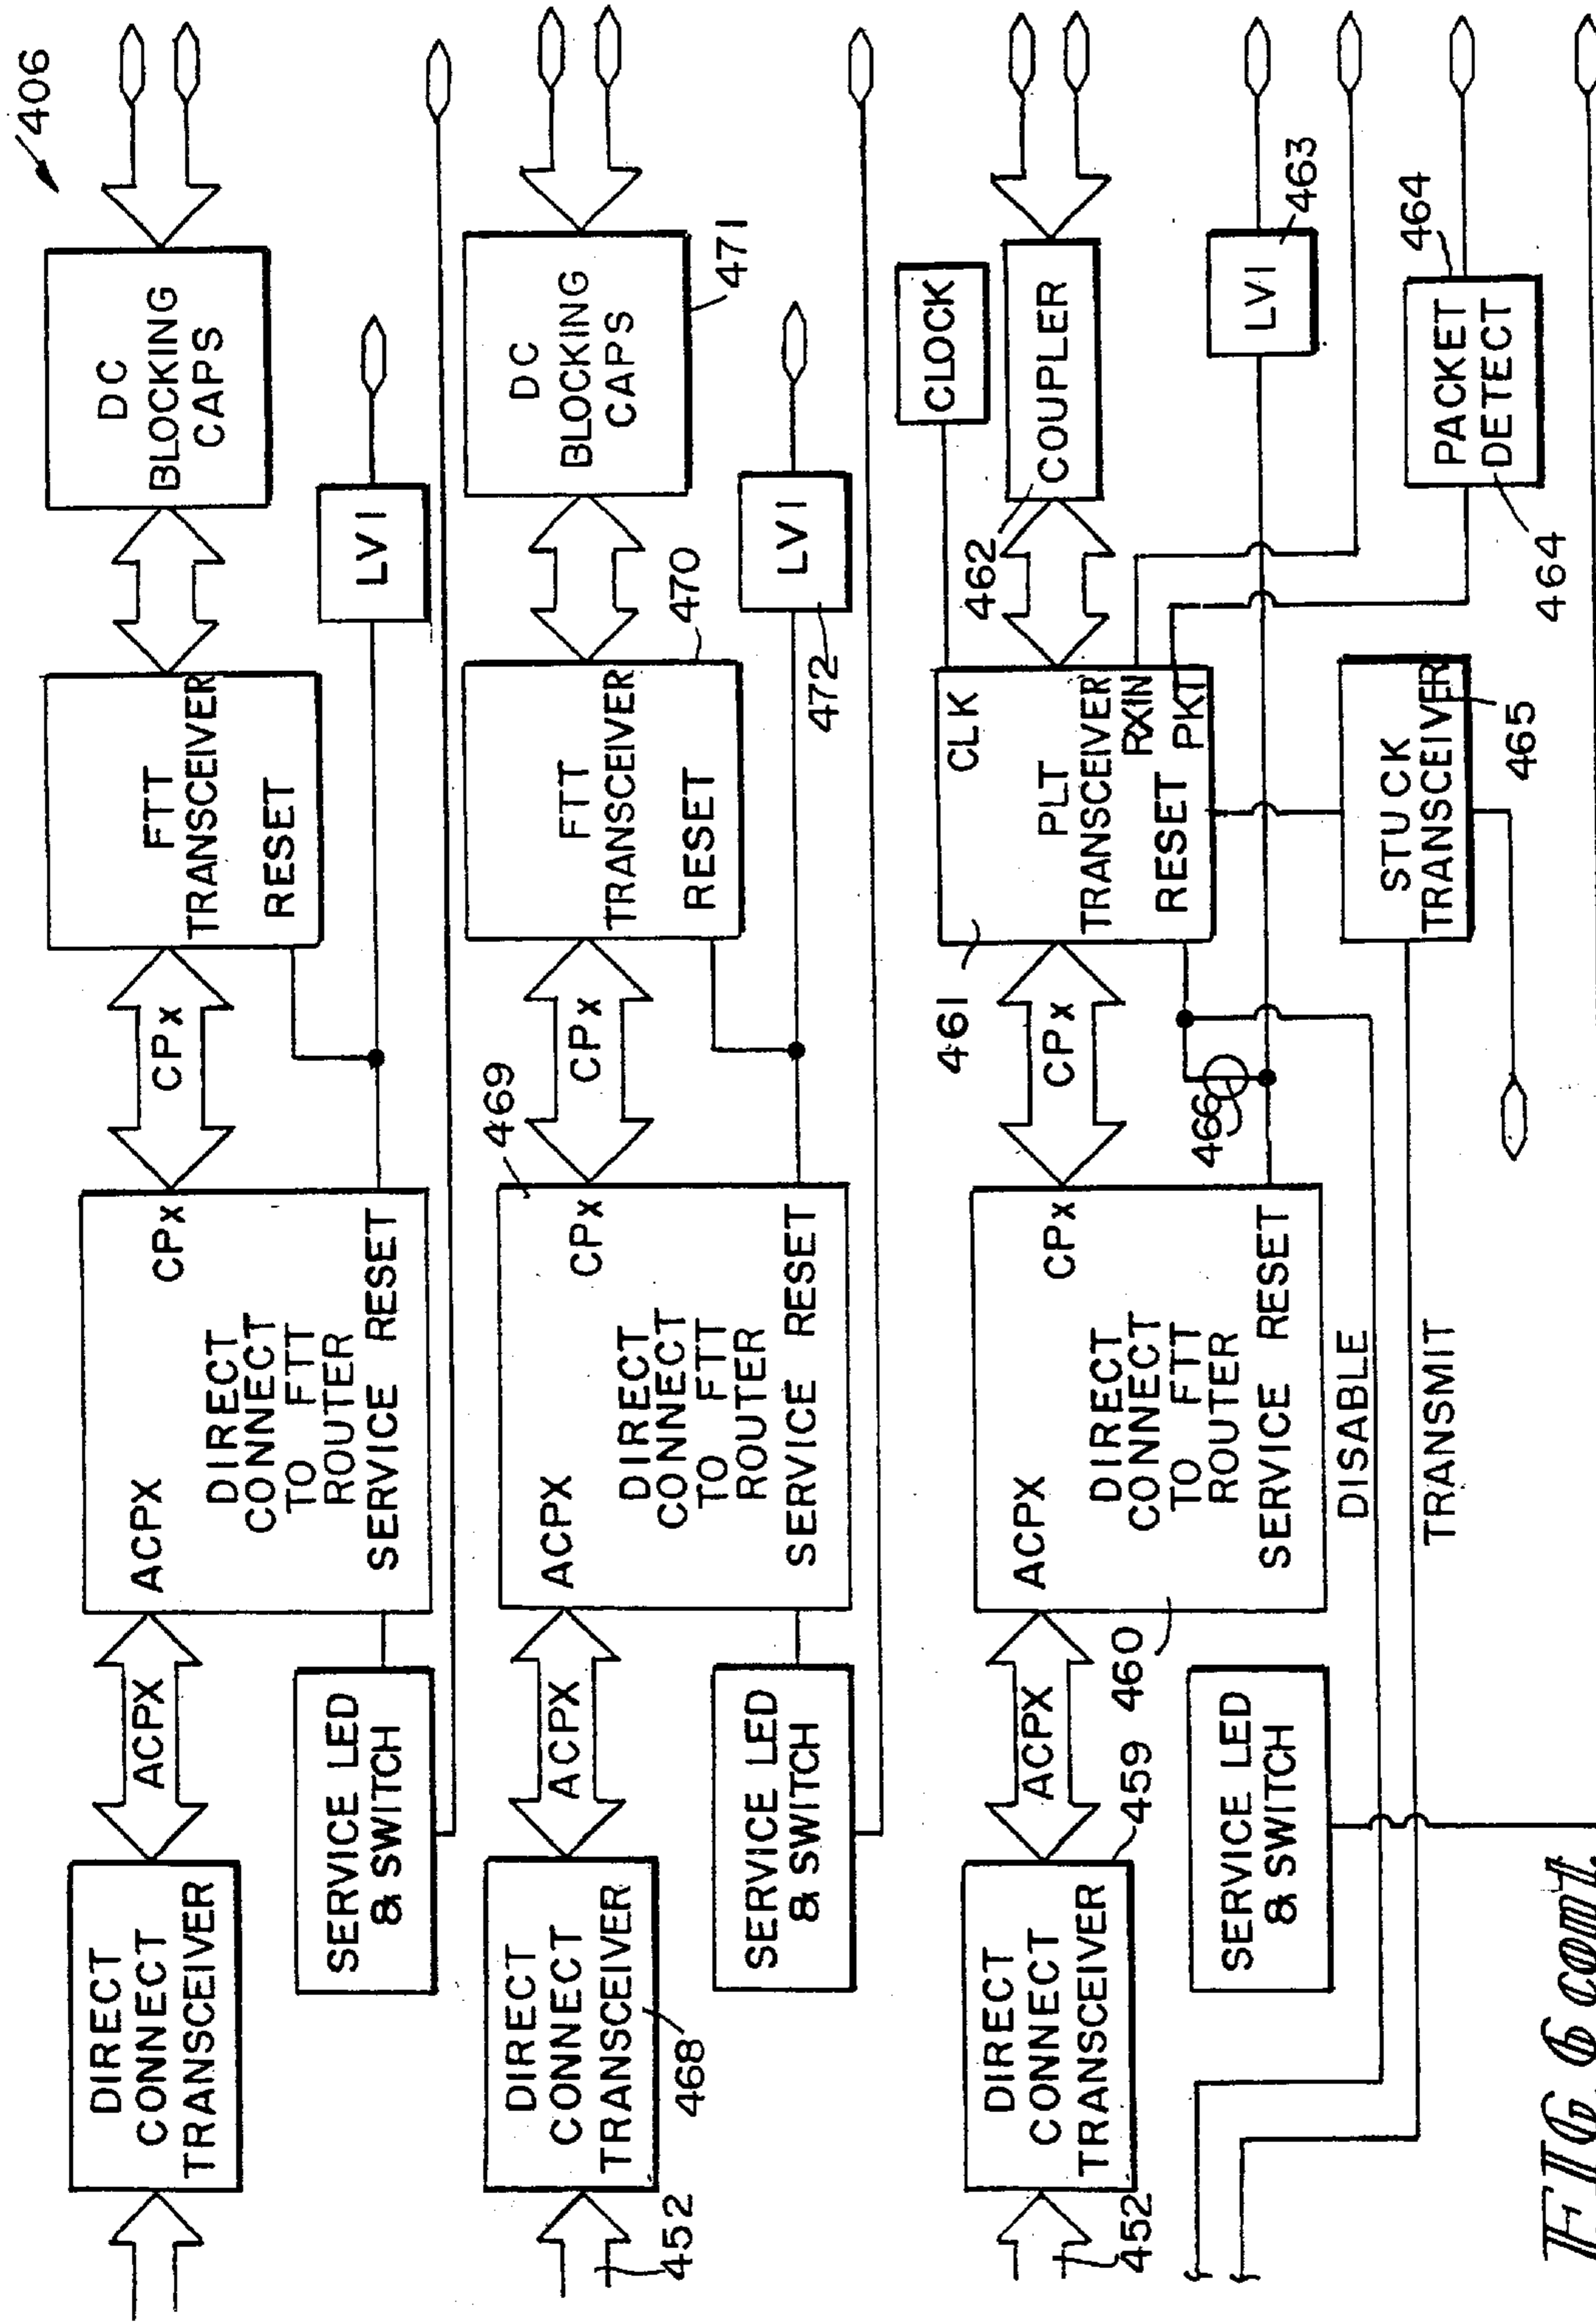 406
DIRECT
CONNECT
TRANSCEIVER
ACPX
ACPX
CPX
DIRECT
CONNECT
TO FTT
ROUTER
SERVICE RESET
CPX
FTT
TRANSCEIVER
RESET
DC
BLOCKING
CAPS
SERVICE LED
& SWITCH
LVI
452
DIRECT
CONNECT
TRANSCEIVER
468
ACPX
469
ACPX
CPX
DIRECT
CONNECT
TO FTT
ROUTER
SERVICE RESET
CPX
FTT
TRANSCEIVER
RESET
470
DC
BLOCKING
CAPS
471
SERVICE LED
& SWITCH
LVI
472
452
DIRECT
CONNECT
TRANSCEIVER
459
ACPX
460
ACPX
CPX
DIRECT
CONNECT
TO FTT
ROUTER
SERVICE RESET
CPX
461
CLK
PLT
TRANSCEIVER
RXIN
RESET
PKT
CLOCK
462
COUPLER
466
LVI
463
SERVICE LED
& SWITCH
DISABLE
TRANSMIT
STUCK
TRANSCEIVER
465
PACKET
DETECT
464
464
FIG 6 cont.